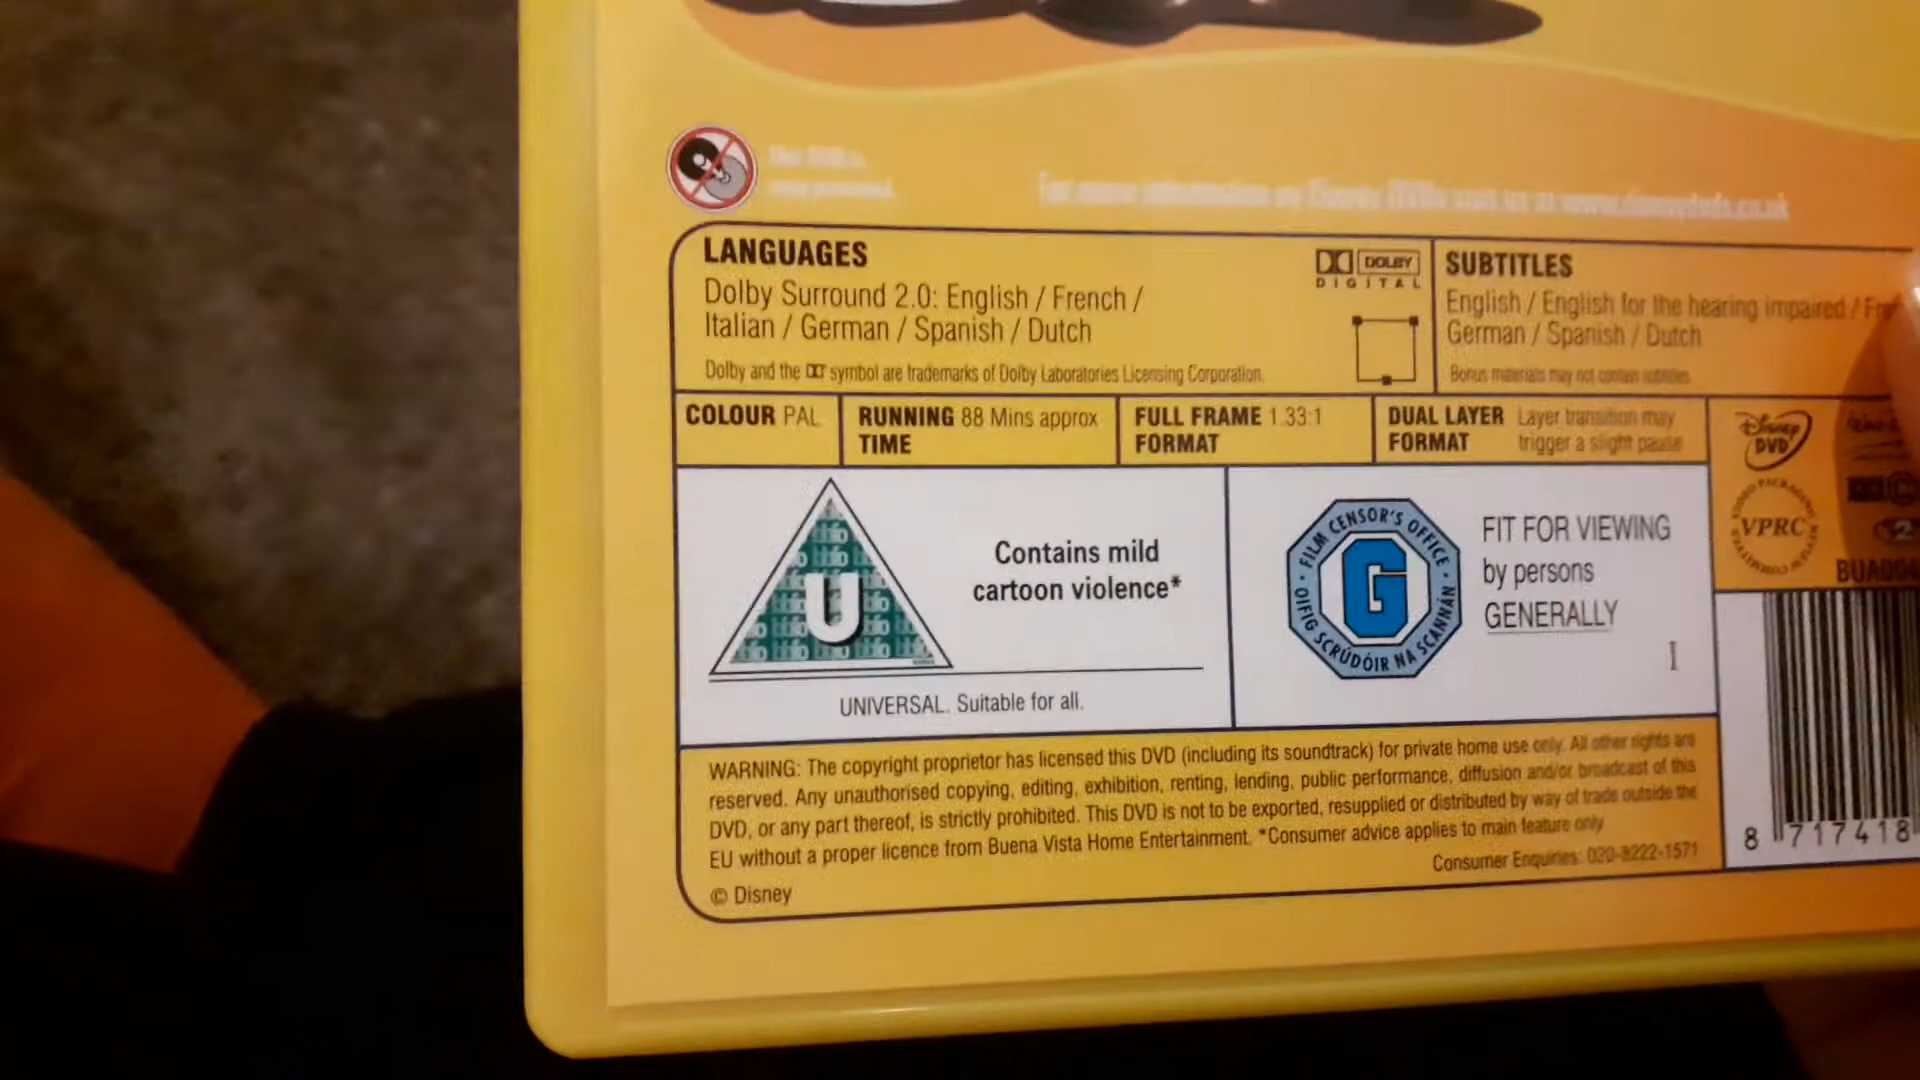 LANGUAGES
Dolby Surround 2.0: English / French /
Italian / German / Spanish / Dutch
Dolby and the symbol are trademarks of Dolby Laboratories Licensing Corporation.
DOLBY
DIGITAL
SUBTITLES
English / English for the hearing impaired /
German / Spanish / Dutch
Bonus materials may not contain subtitles
COLOUR PAL
RUNNING 88 Mins approx
TIME
FULL FRAME 1.33:1
FORMAT
DUAL LAYER Layer transition may
FORMAT trigger a slight pause
Disney
DVD
VPRC
U
Contains mild
cartoon violence*
UNIVERSAL. Suitable for all.
FILM CENSOR'S OFFICE
G
OIFIG SCRÚDÓIR NA SCANNÁN
FIT FOR VIEWING
by persons
GENERALLY
WARNING: The copyright proprietor has licensed this DVD (including its soundtrack) for private home use only. All other rights are
reserved. Any unauthorised copying, editing, exhibition, renting, lending, public performance, diffusion and/or broadcast of this
DVD, or any part thereof, is strictly prohibited. This DVD is not to be exported, resupplied or distributed by way of trade outside the
EU without a proper licence from Buena Vista Home Entertainment. *Consumer advice applies to main feature only
Consumer Enquiries: 020-8222-1571
© Disney
8 717418